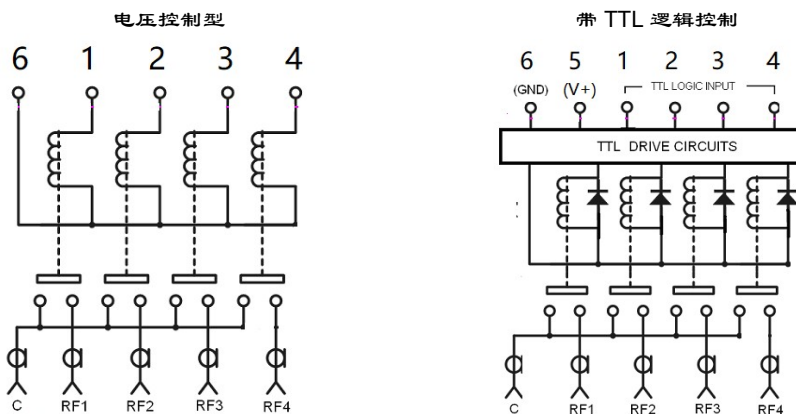 电压控制型
6 1 2 3 4
C RF1 RF2 RF3 RF4
带 TTL 逻辑控制
6 5 1 2 3 4
(GND) (V+) TTL LOGIC INPUT
TTL DRIVE CIRCUITS
C RF1 RF2 RF3 RF4